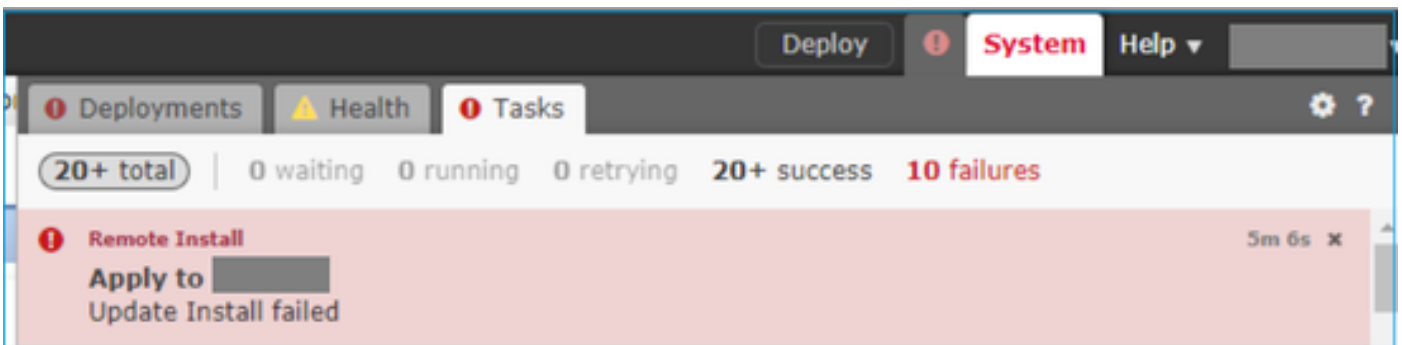 Deploy System Help
Deployments Health Tasks ?
20+ total 0 waiting 0 running 0 retrying 20+ success 10 failures
Remote Install 5m 6s
Apply to
Update Install failed